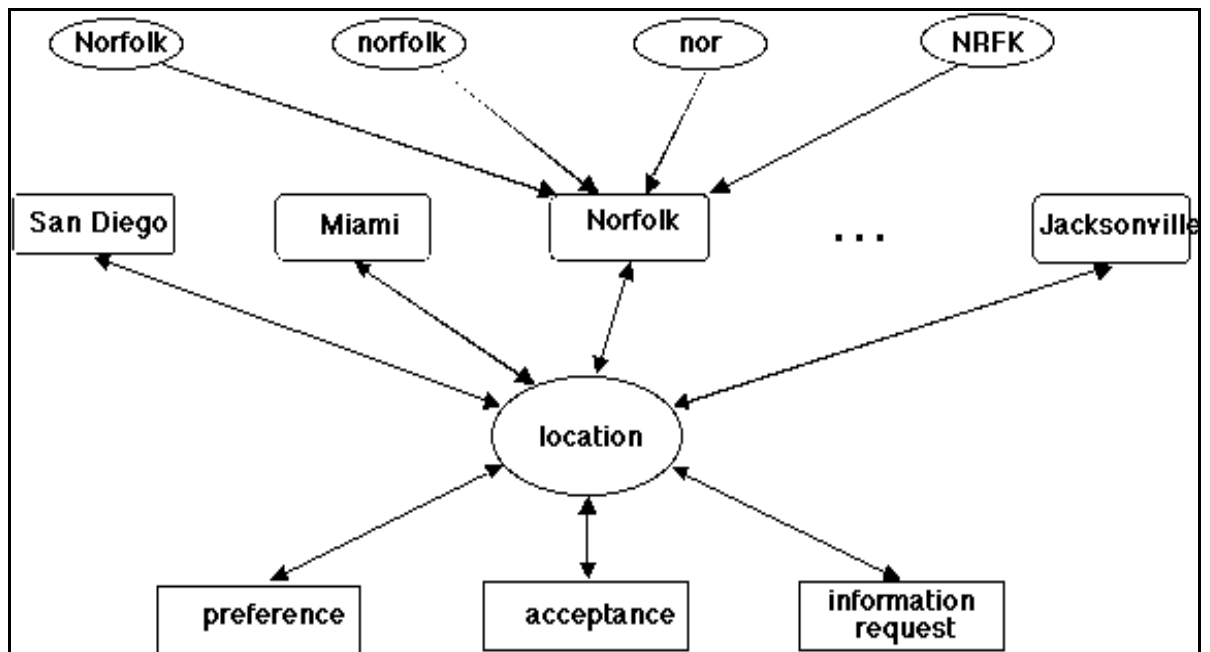 Norfolk
norfolk
nor
NRFK
San Diego
Miami
Norfolk
...
Jacksonville
location
preference
acceptance
information
request